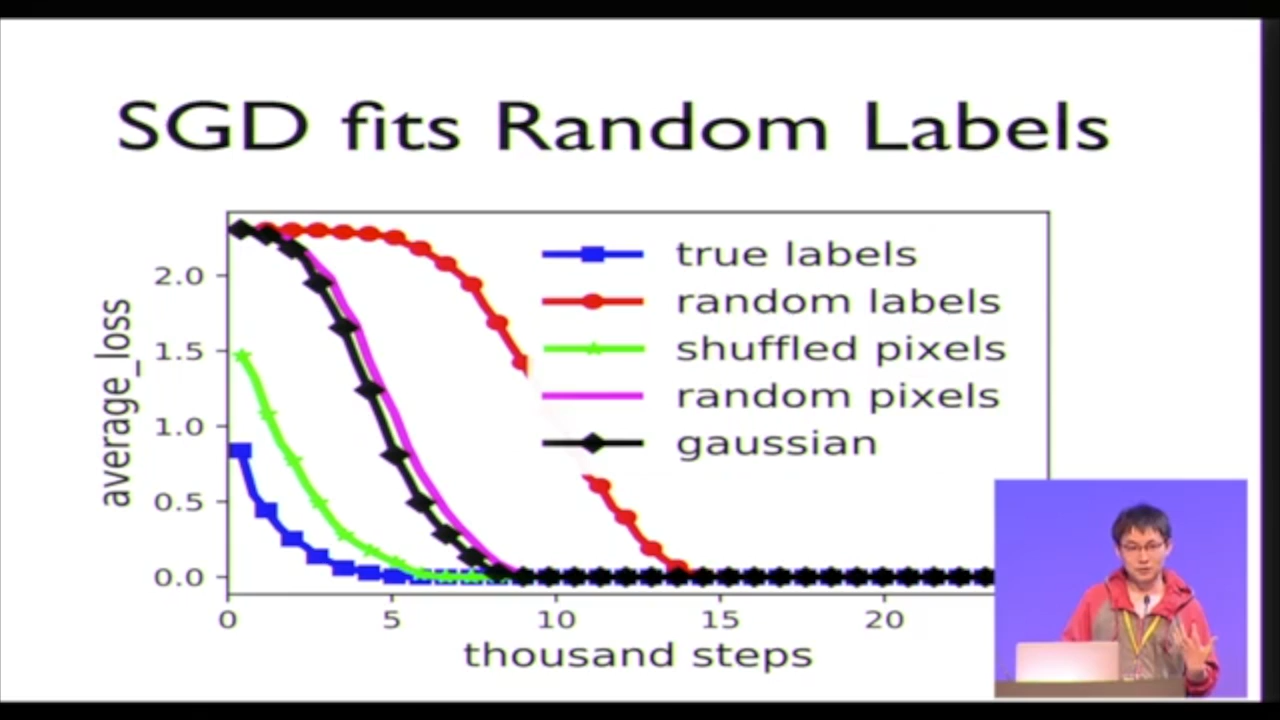 SGD fits Random Labels
true labels
random labels
shuffled pixels
random pixels
gaussian
average_loss
2.0
1.5
1.0
0.5
0.0
0
5
10
15
20
thousand steps